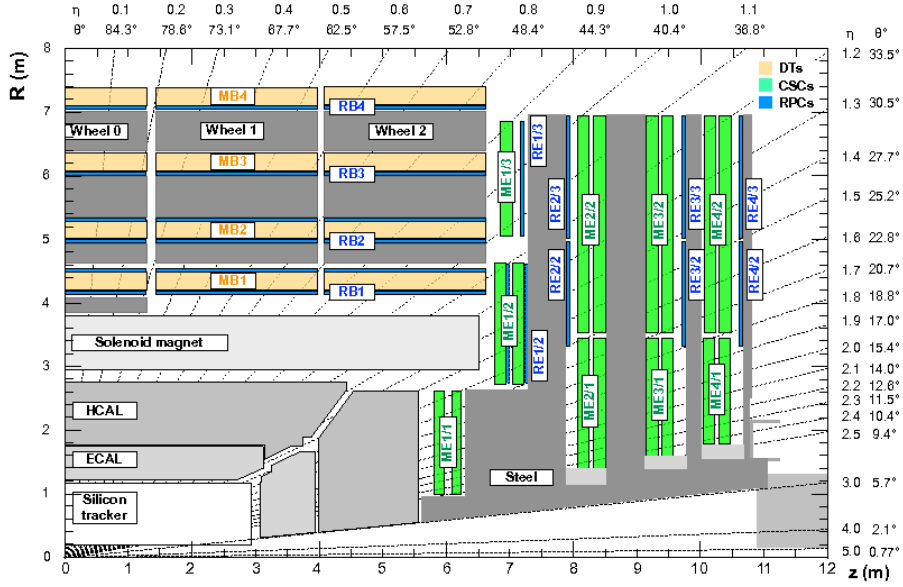 η 0.1 0.2 0.3 0.4 0.5 0.6 0.7 0.8 0.9 1.0 1.1 η θ°
θ° 84.3° 78.6° 73.1° 67.7° 62.5° 57.5° 52.8° 48.4° 44.3° 40.4° 36.8°
R (m)
8
7
6
5
4
3
2
1
0
1.2 33.5°
1.3 30.5°
1.4 27.7°
1.5 25.2°
1.6 22.8°
1.7 20.7°
1.8 18.8°
1.9 17.0°
2.0 15.4°
2.1 14.0°
2.2 12.6°
2.3 11.5°
2.4 10.4°
2.5 9.4°
3.0 5.7°
4.0 2.1°
5.0 0.77°
DTs
CSCs
RPCs
MB4
RB4
Wheel 0
Wheel 1
Wheel 2
MB3
RB3
MB2
RB2
MB1
RB1
Solenoid magnet
HCAL
ECAL
Silicon
tracker
Steel
ME1/3
RE1/3
ME1/2
RE1/2
ME1/1
RE2/3
RE2/2
ME2/2
ME2/1
ME3/2
ME3/1
RE3/3
RE3/2
ME4/2
ME4/1
RE4/3
RE4/2
0 1 2 3 4 5 6 7 8 9 10 11 12
z (m)